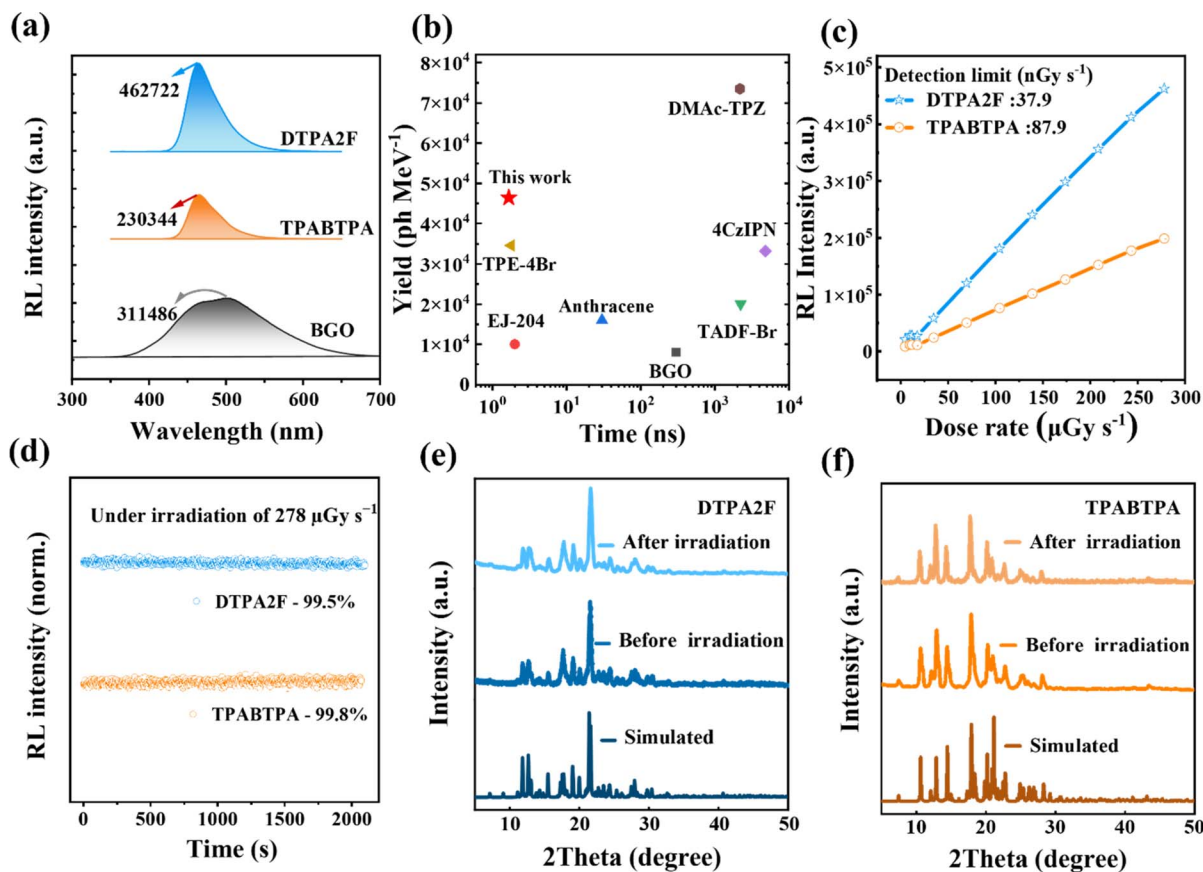 (a)
RL intensity (a.u.)
462722
DTPA2F
230344
TPABTPA
311486
BGO
300 400 500 600 700
Wavelength (nm)
(b)
Yield (ph MeV⁻¹)
8×10⁴
7×10⁴
6×10⁴
5×10⁴
4×10⁴
3×10⁴
2×10⁴
1×10⁴
0
DMAc-TPZ
This work
4CzIPN
TPE-4Br
Anthracene
TADF-Br
EJ-204
BGO
10⁰ 10¹ 10² 10³ 10⁴
Time (ns)
(c)
RL Intensity (a.u.)
5×10⁵
4×10⁵
3×10⁵
2×10⁵
1×10⁵
0
Detection limit (nGy s⁻¹)
DTPA2F :37.9
TPABTPA :87.9
0 50 100 150 200 250 300
Dose rate (μGy s⁻¹)
(d)
RL intensity (norm.)
Under irradiation of 278 μGy s⁻¹
DTPA2F - 99.5%
TPABTPA - 99.8%
0 500 1000 1500 2000
Time (s)
(e)
Intensity (a.u.)
DTPA2F
After irradiation
Before irradiation
Simulated
10 20 30 40 50
2Theta (degree)
(f)
Intensity (a.u.)
TPABTPA
After irradiation
Before irradiation
Simulated
10 20 30 40 50
2Theta (degree)